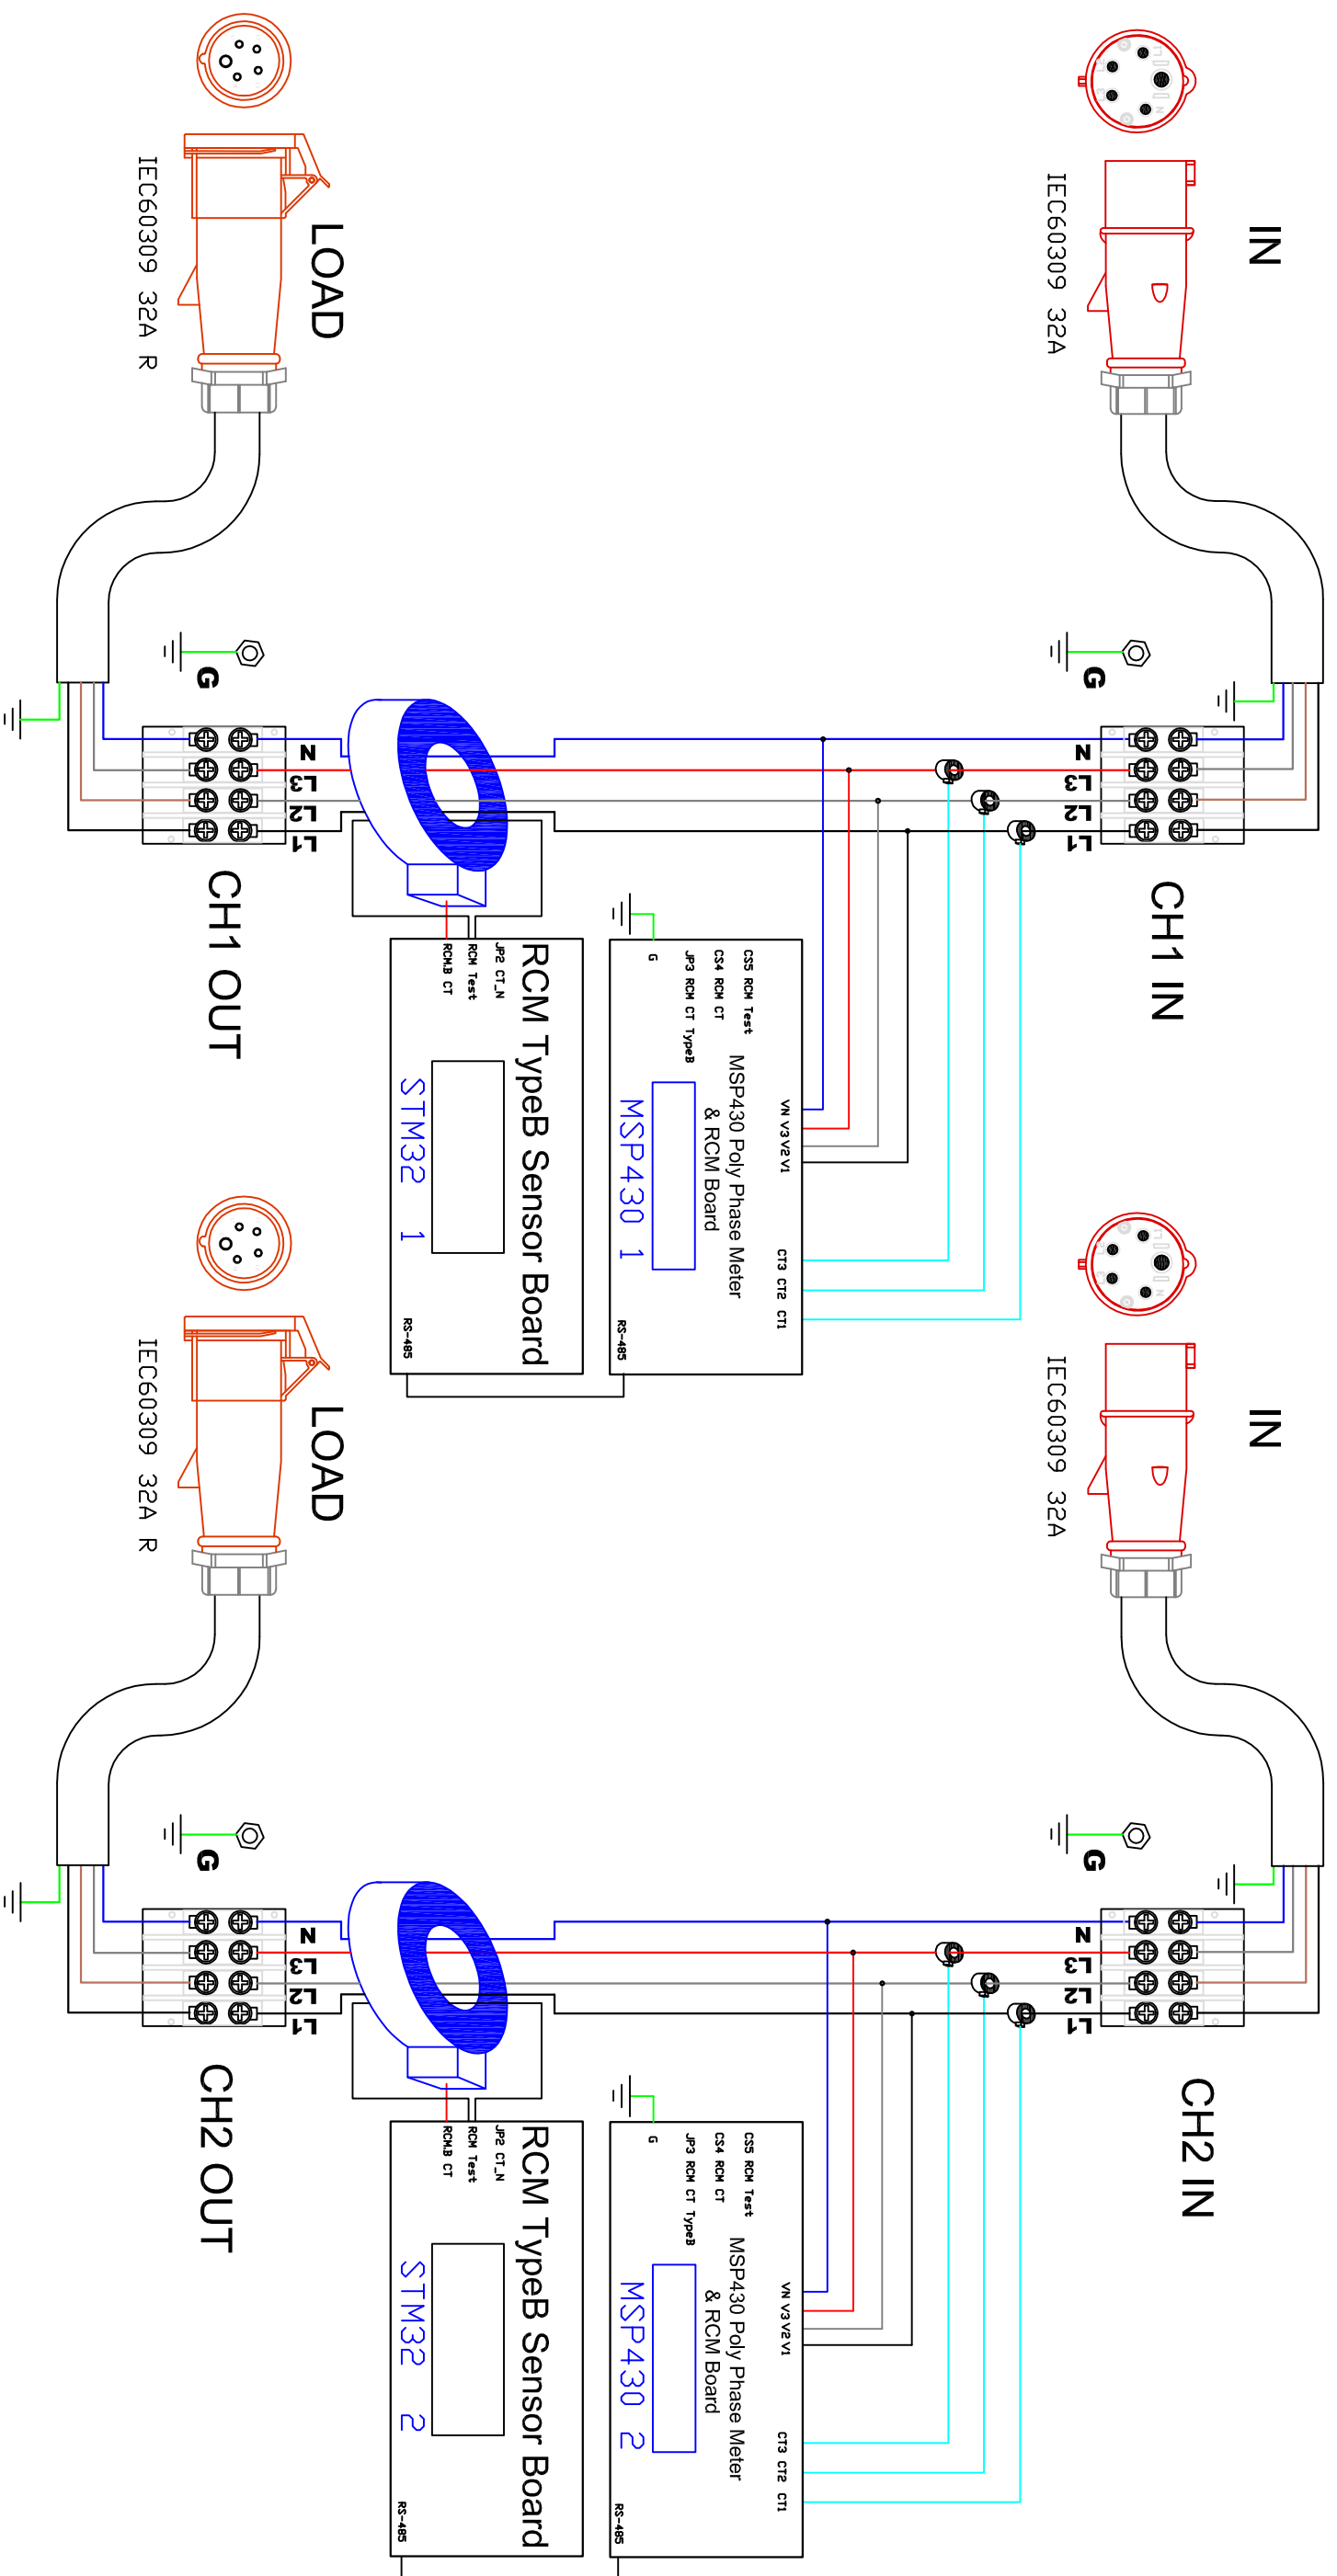 IN
IEC60309 32A
LOAD
IEC60309 32A R
G
N
L3
L2
L1
CH1 IN
G
N
L3
L2
L1
CH1 OUT
CS5 RCM Test
CS4 RCM CT
JP3 RCM CT TypeB
G
MSP430 Poly Phase Meter
& RCM Board
MSP430 1
VN V3 V2 V1
CT3 CT2 CT1
RS-485
RCM TypeB Sensor Board
JP2 CT_N
RCM Test
RCM.B CT
STM32 1
RS-485
IN
IEC60309 32A
LOAD
IEC60309 32A R
G
N
L3
L2
L1
CH2 IN
G
N
L3
L2
L1
CH2 OUT
CS5 RCM Test
CS4 RCM CT
JP3 RCM CT TypeB
G
MSP430 Poly Phase Meter
& RCM Board
MSP430 2
VN V3 V2 V1
CT3 CT2 CT1
RS-485
RCM TypeB Sensor Board
JP2 CT_N
RCM Test
RCM.B CT
STM32 2
RS-485